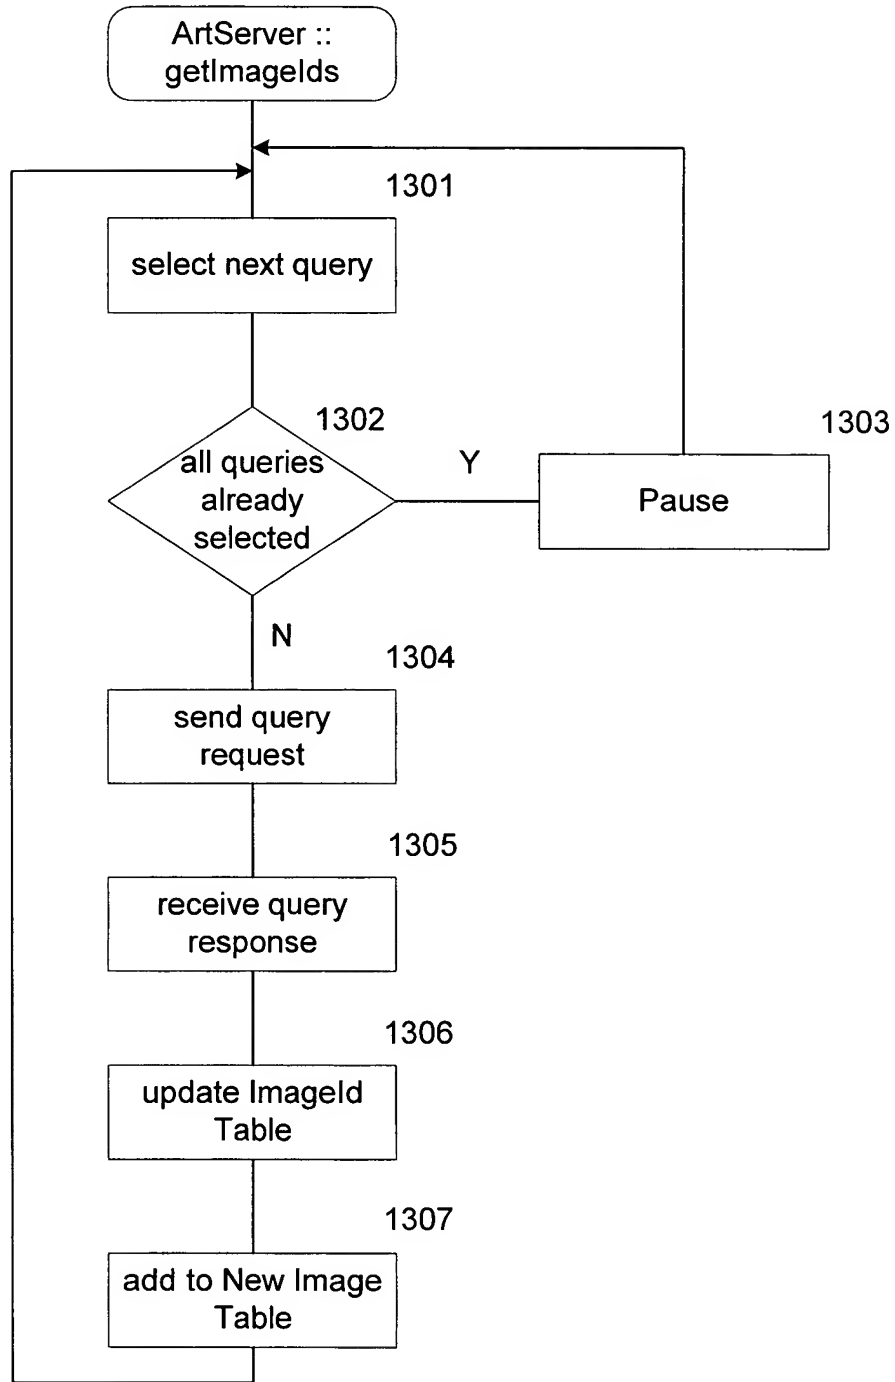 ArtServer ::
getImageIds
1301
select next query
1302
all queries
already
selected
Y
1303
Pause
N
1304
send query
request
1305
receive query
response
1306
update ImageId
Table
1307
add to New Image
Table